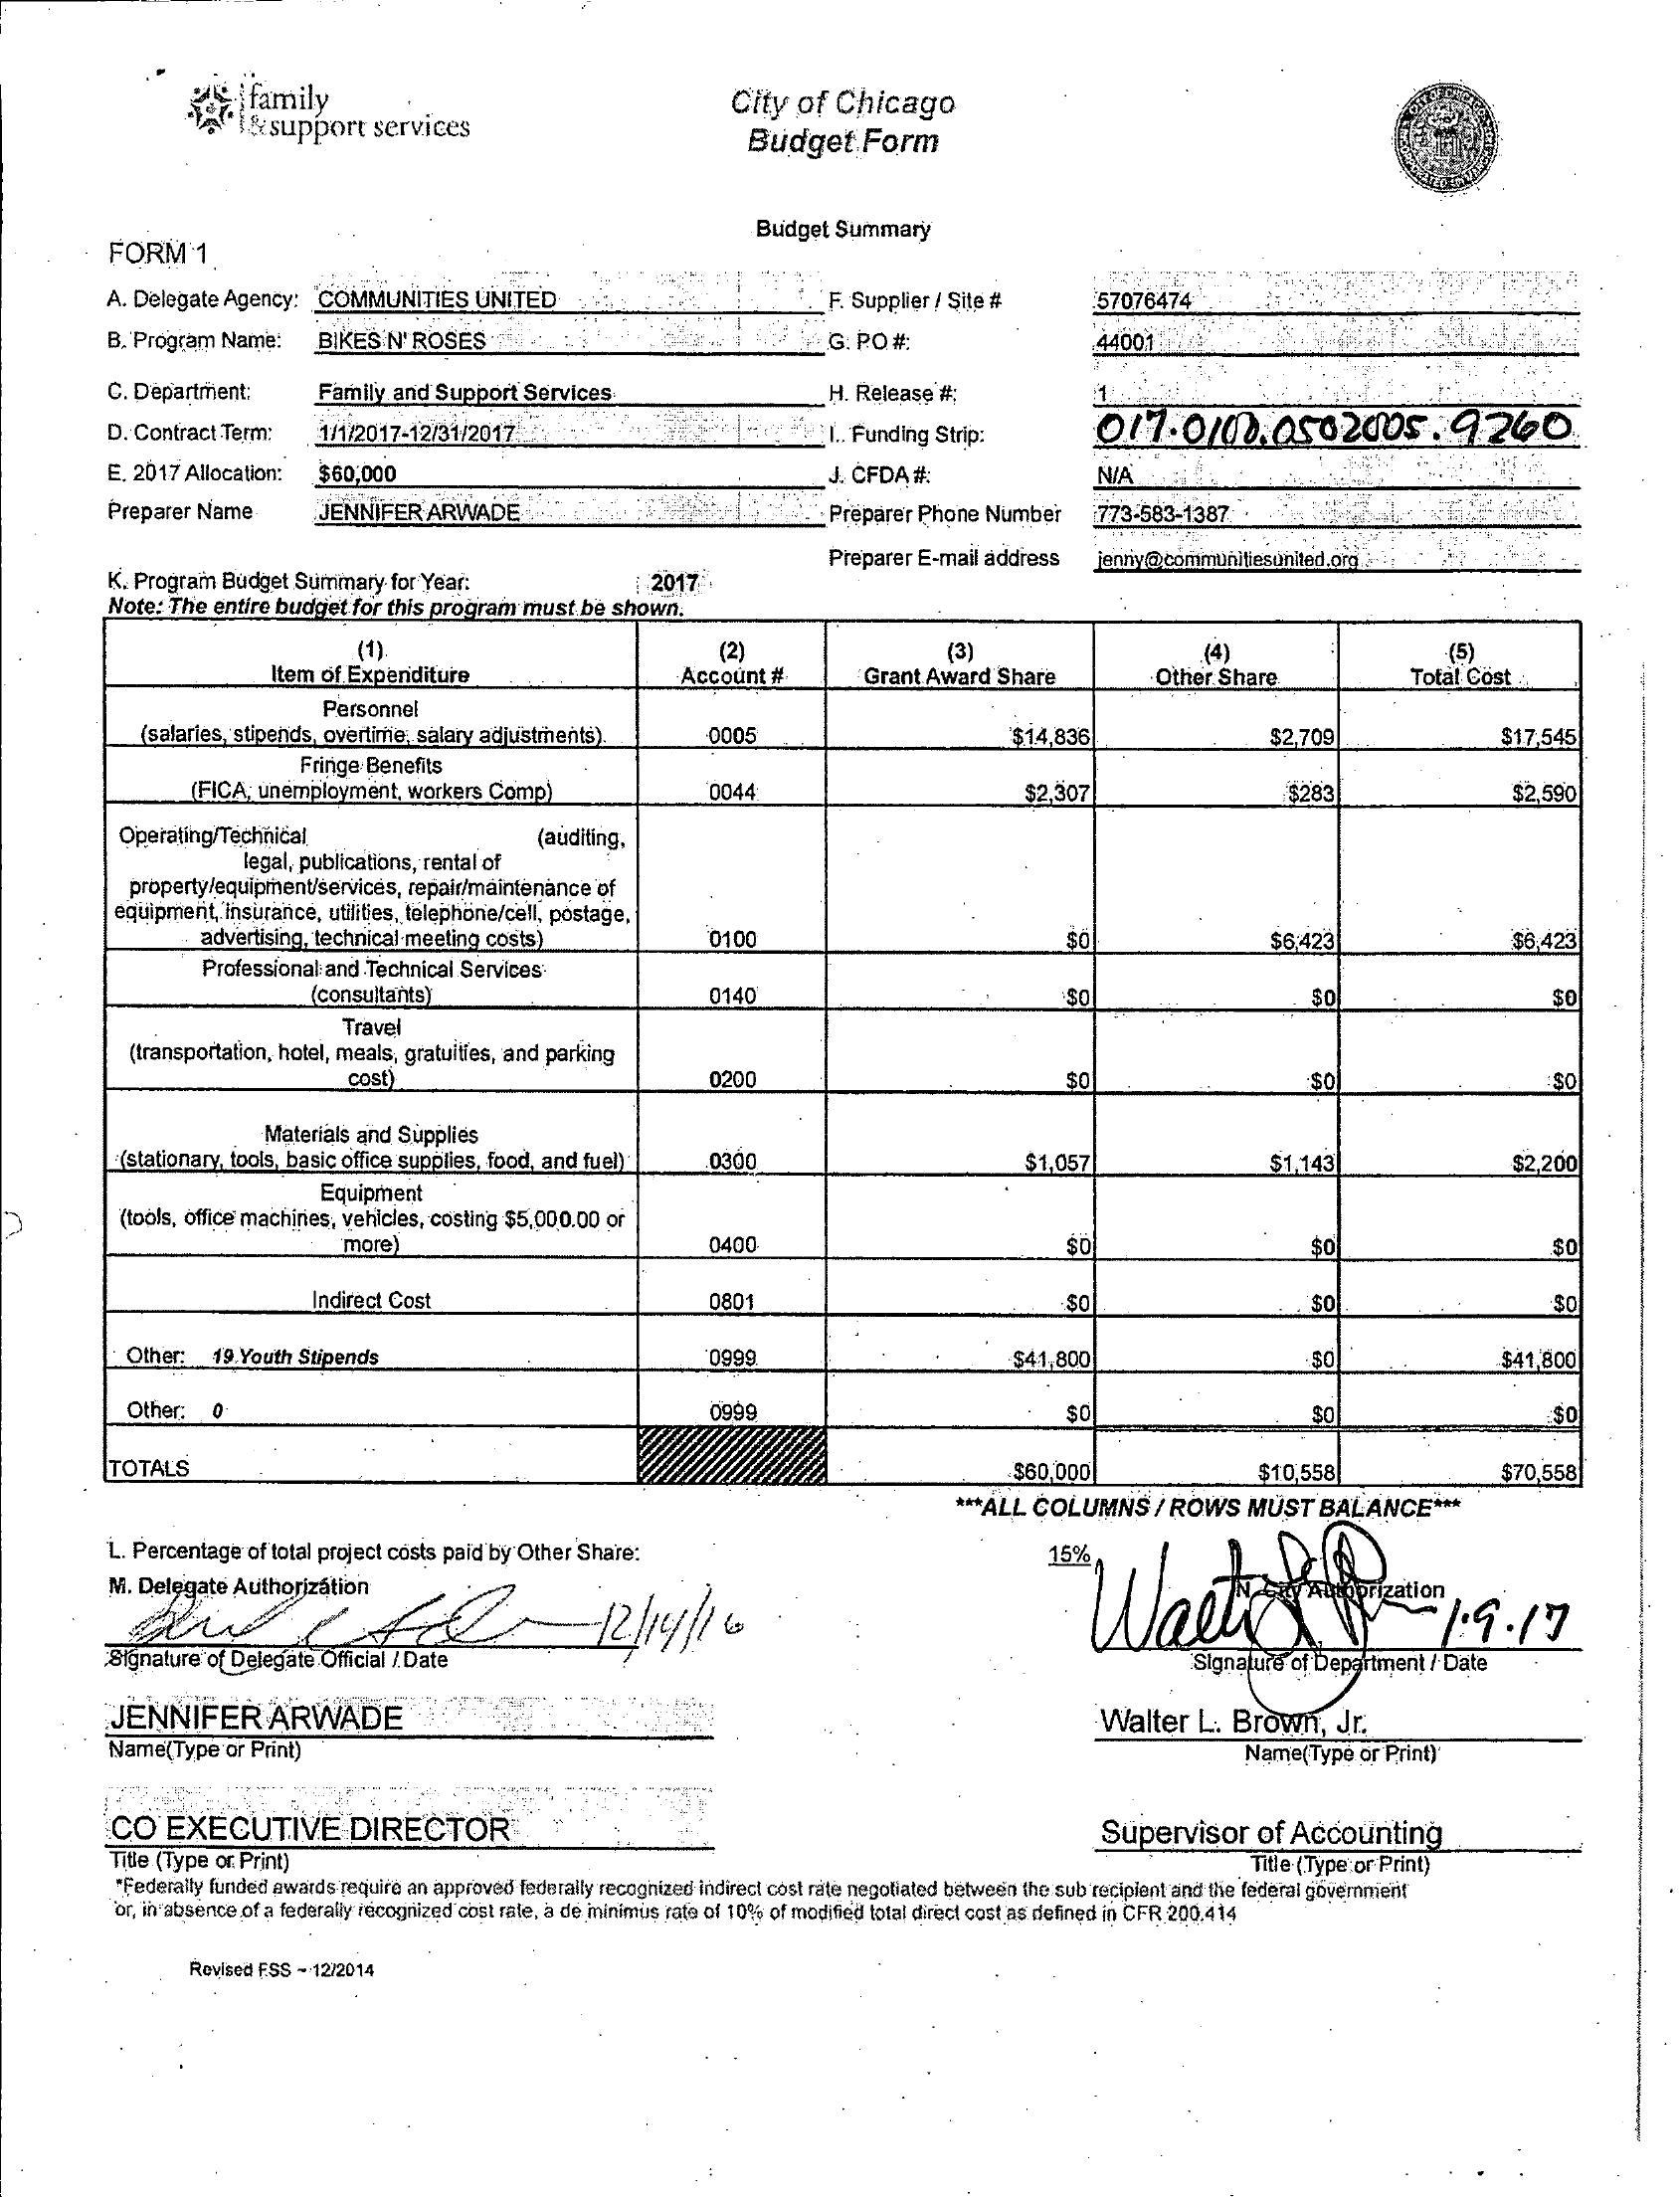 family
& support services
City of Chicago
Budget Form
Budget Summary
FORM 1
A. Delegate Agency: COMMUNITIES UNITED F. Supplier / Site # 57076474
B. Program Name: BIKES N' ROSES G. PO #: 44001
C. Department: Family and Support Services H. Release #: 1
D. Contract Term: 1/1/2017-12/31/2017 I. Funding Strip: 017.0100.0502005.9260
E. 2017 Allocation: $60,000 J. CFDA #: N/A
Preparer Name JENNIFER ARWADE Preparer Phone Number 773-583-1387
Preparer E-mail address jenny@communitiesunited.org
K. Program Budget Summary for Year: 2017
Note: The entire budget for this program must be shown.
(1) (2) (3) (4) (5)
Item of Expenditure Account # Grant Award Share Other Share Total Cost
Personnel
(salaries, stipends, overtime, salary adjustments) 0005 $14,836 $2,709 $17,545
Fringe Benefits
(FICA, unemployment, workers Comp) 0044 $2,307 $283 $2,590
Operating/Technical (auditing,
legal, publications, rental of
property/equipment/services, repair/maintenance of
equipment, insurance, utilities, telephone/cell, postage,
advertising, technical meeting costs) 0100 $0 $6,423 $6,423
Professional and Technical Services
(consultants) 0140 $0 $0 $0
Travel
(transportation, hotel, meals, gratuities, and parking
cost) 0200 $0 $0 $0
Materials and Supplies
(stationary, tools, basic office supplies, food, and fuel) 0300 $1,057 $1,143 $2,200
Equipment
(tools, office machines, vehicles, costing $5,000.00 or
more) 0400 $0 $0 $0
Indirect Cost 0801 $0 $0 $0
Other: 19 Youth Stipends 0999 $41,800 $0 $41,800
Other: 0 0999 $0 $0 $0
TOTALS $60,000 $10,558 $70,558
***ALL COLUMNS / ROWS MUST BALANCE***
L. Percentage of total project costs paid by Other Share: 15%
M. Delegate Authorization N. City Authorization
12/14/16 1.9.17
Signature of Delegate Official / Date Signature of Department / Date
JENNIFER ARWADE Walter L. Brown, Jr.
Name(Type or Print) Name(Type or Print)
CO EXECUTIVE DIRECTOR Supervisor of Accounting
Title (Type or Print) Title (Type or Print)
*Federally funded awards require an approved federally recognized indirect cost rate negotiated between the sub recipient and the federal government
or, in absence of a federally recognized cost rate, a de minimus rate of 10% of modified total direct cost as defined in CFR 200.414
Revised FSS - 12/2014